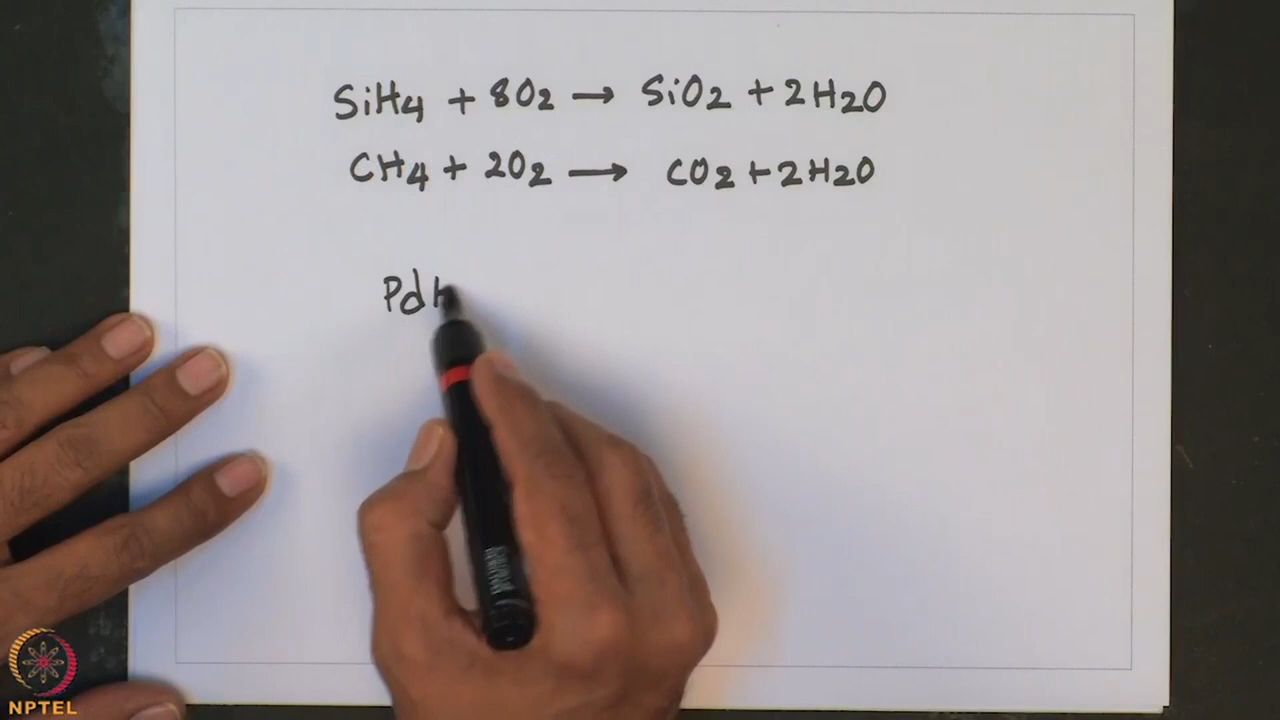 SiH4 + 8O2 → SiO2 + 2H2O
CH4 + 2O2 → CO2 + 2H2O
Pd
NPTEL